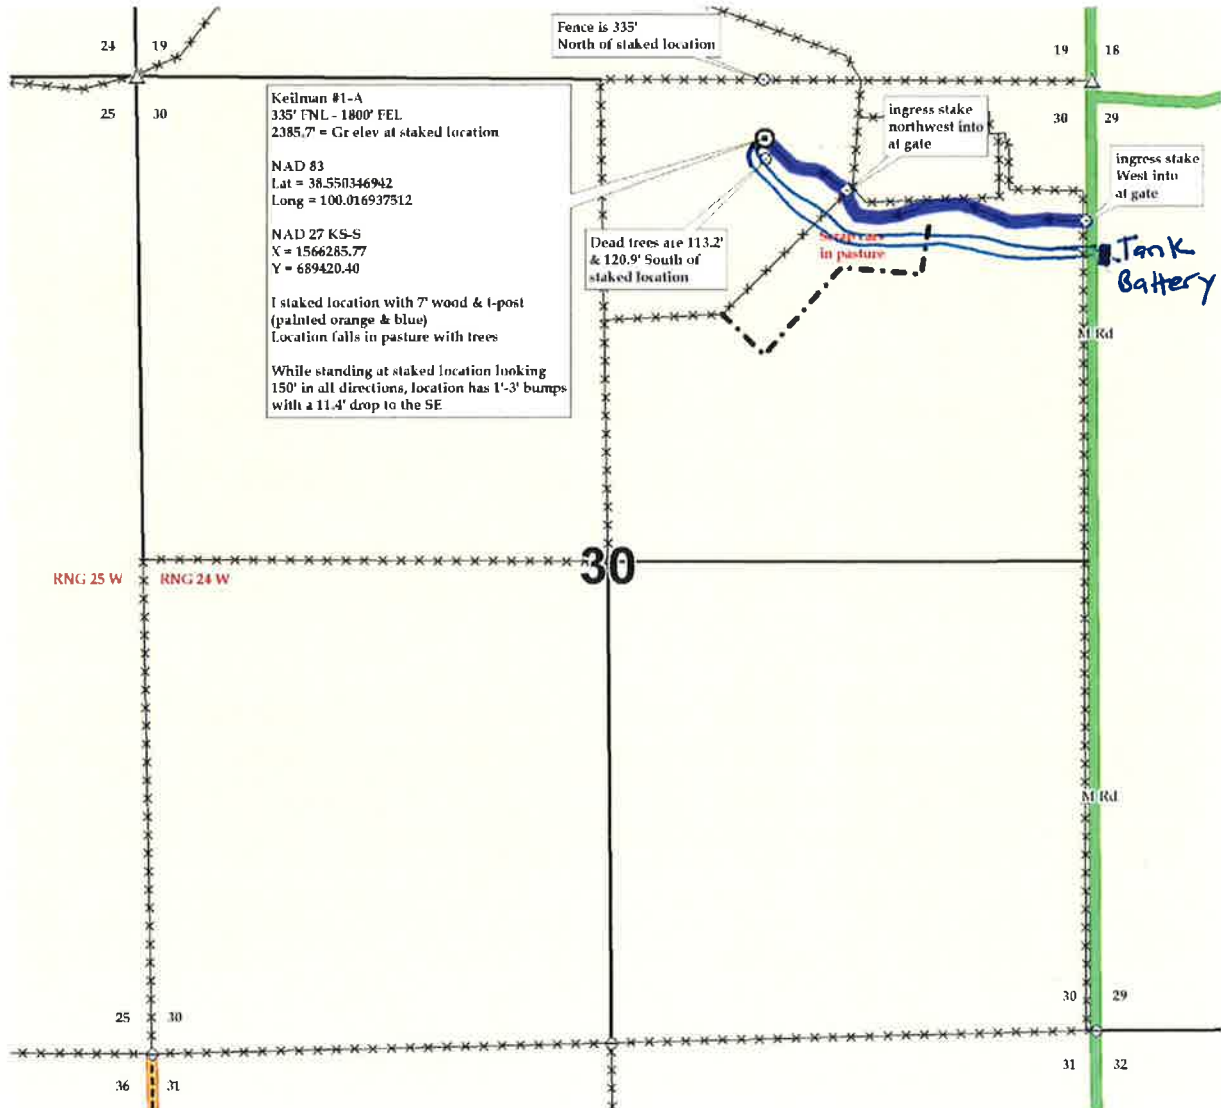 Fence is 335'
North of staked location
24 19
19 18
25 30
30 29
Keilman #1-A
335' FNL - 1800' FEL
2385.7' = Gr elev at staked location
NAD 83
Lat = 38.550346942
Long = 100.016937512
NAD 27 KS-S
X = 1566285.77
Y = 689420.40
I staked location with 7' wood & t-post
(painted orange & blue)
Location falls in pasture with trees
While standing at staked location looking
150' in all directions, location has 1'-3' bumps
with a 11.4' drop to the SE
ingress stake
northwest into
at gate
ingress stake
West into
at gate
Dead trees are 113.2'
& 120.9' South of
staked location
Scrap cars
in pasture
Tank
Battery
M Rd
RNG 25 W RNG 24 W
30
M Rd
25 30
30 29
36 31
31 32